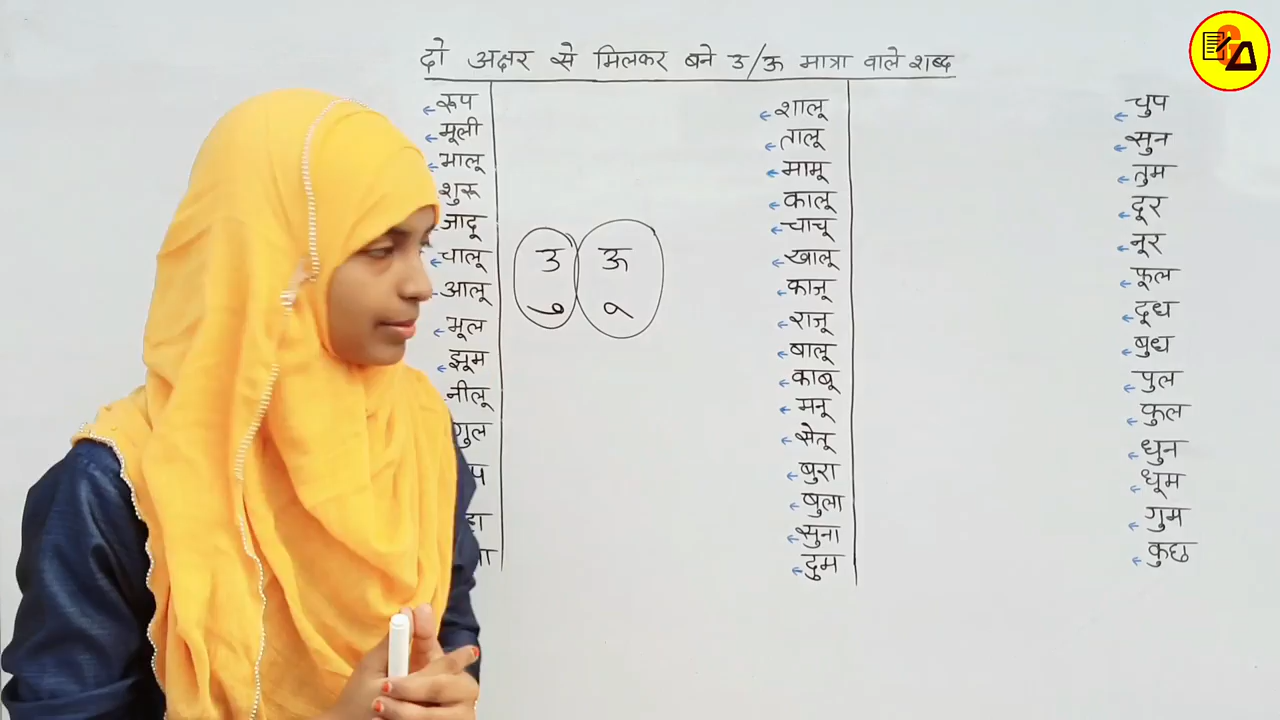 दो अक्षर से मिलकर बने उ/ऊ मात्रा वाले शब्द
रूप
मूली
भालू
शुरू
जादू
चालू
आलू
भूल
झूम
नीलू
गुल
उ ऊ
ु ू
शालू
तालू
मामू
कालू
चाचू
खालू
काजू
राजू
बालू
काबू
मनू
सेतू
बुरा
बुला
सुना
दुम
चुप
सुन
तुम
दूर
नूर
फूल
दूध
बुध
पुल
कुल
धुन
धूम
गुम
कुछ